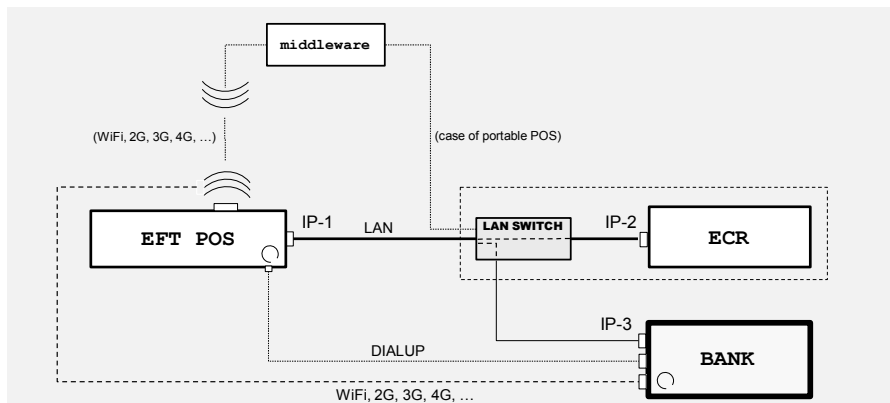 middleware
(WiFi, 2G, 3G, 4G, ...)
(case of portable POS)
EFT POS
IP-1
LAN
LAN SWITCH
IP-2
ECR
IP-3
DIALUP
BANK
WiFi, 2G, 3G, 4G, ...